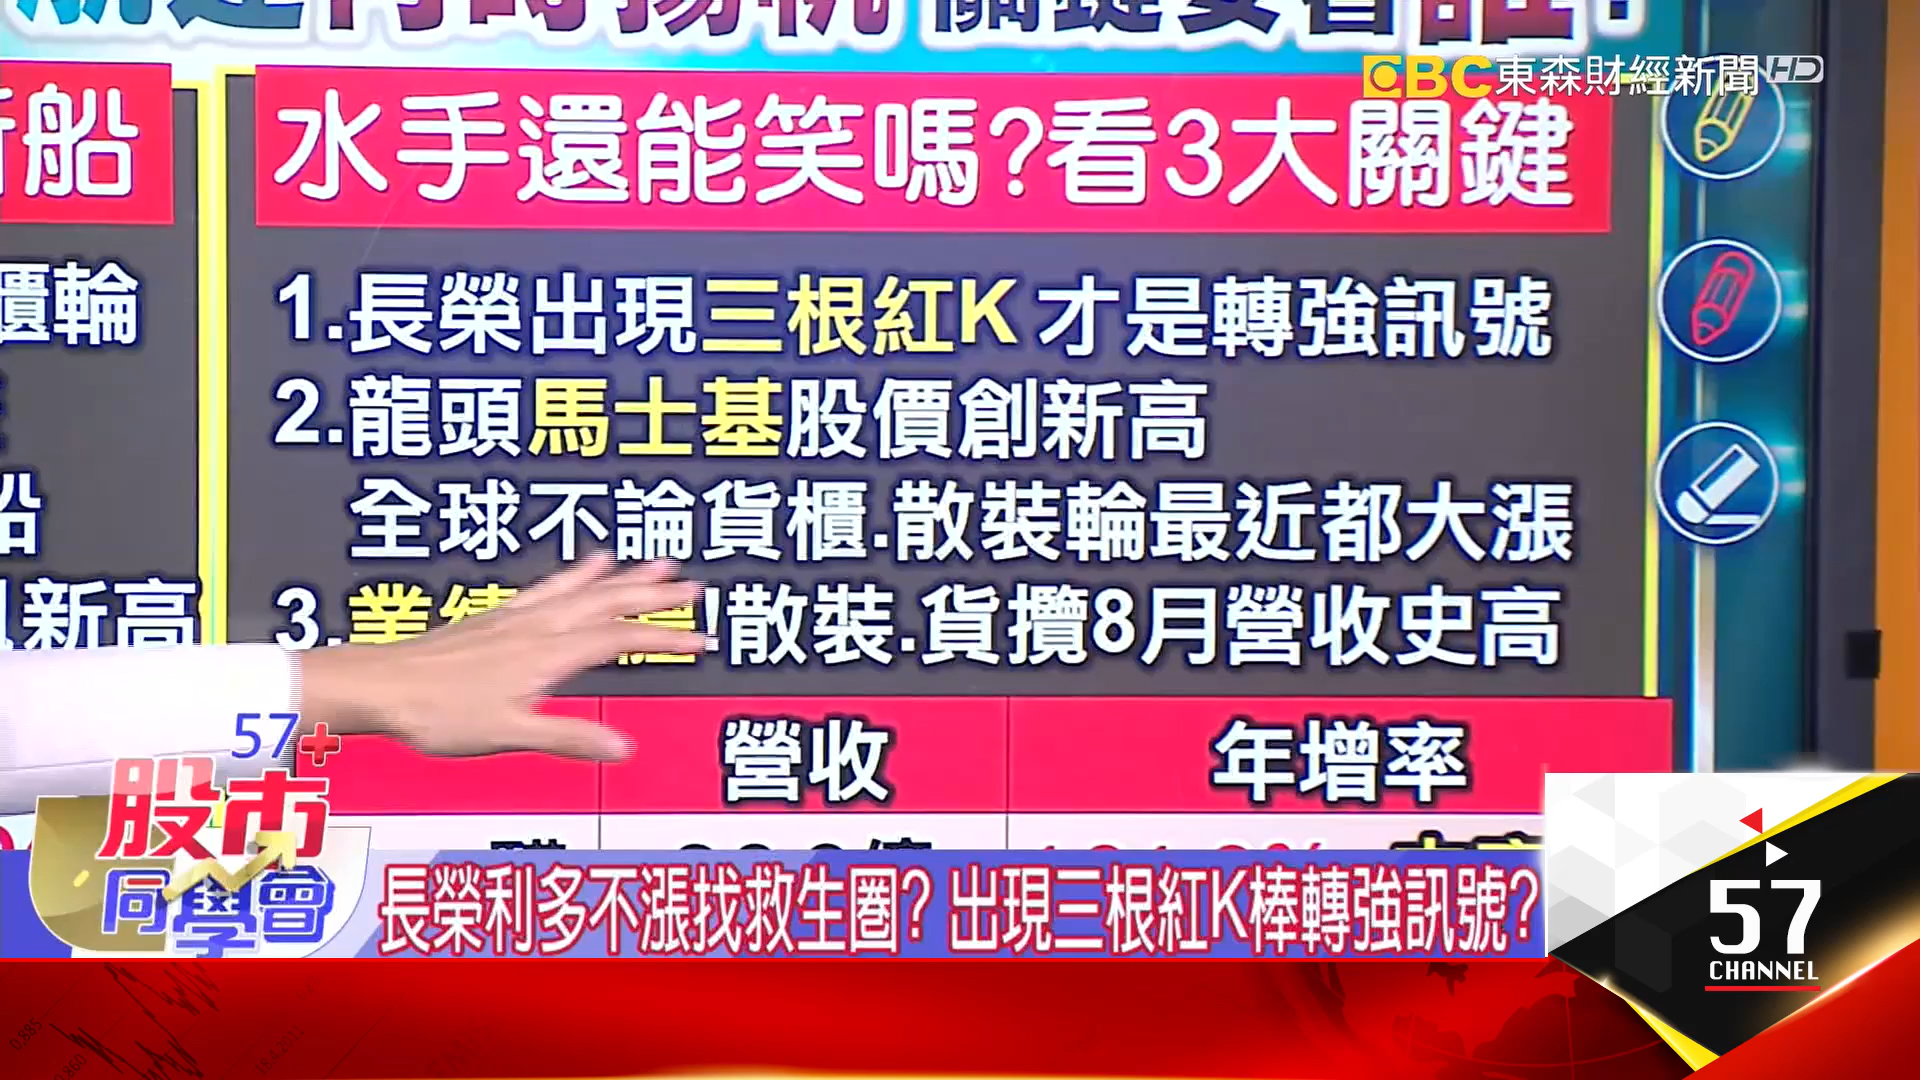 東森財經新聞HD
EBC
船
水手還能笑嗎?看3大關鍵
櫃輪
1.長榮出現三根紅K 才是轉強訊號
2.龍頭馬士基股價創新高
船
全球不論貨櫃.散裝輪最近都大漲
新高
3.業績 !散裝.貨攬8月營收史高
營收
年增率
57+
股市
同學會
長榮利多不漲找救生圈? 出現三根紅K棒轉強訊號?
57
CHANNEL